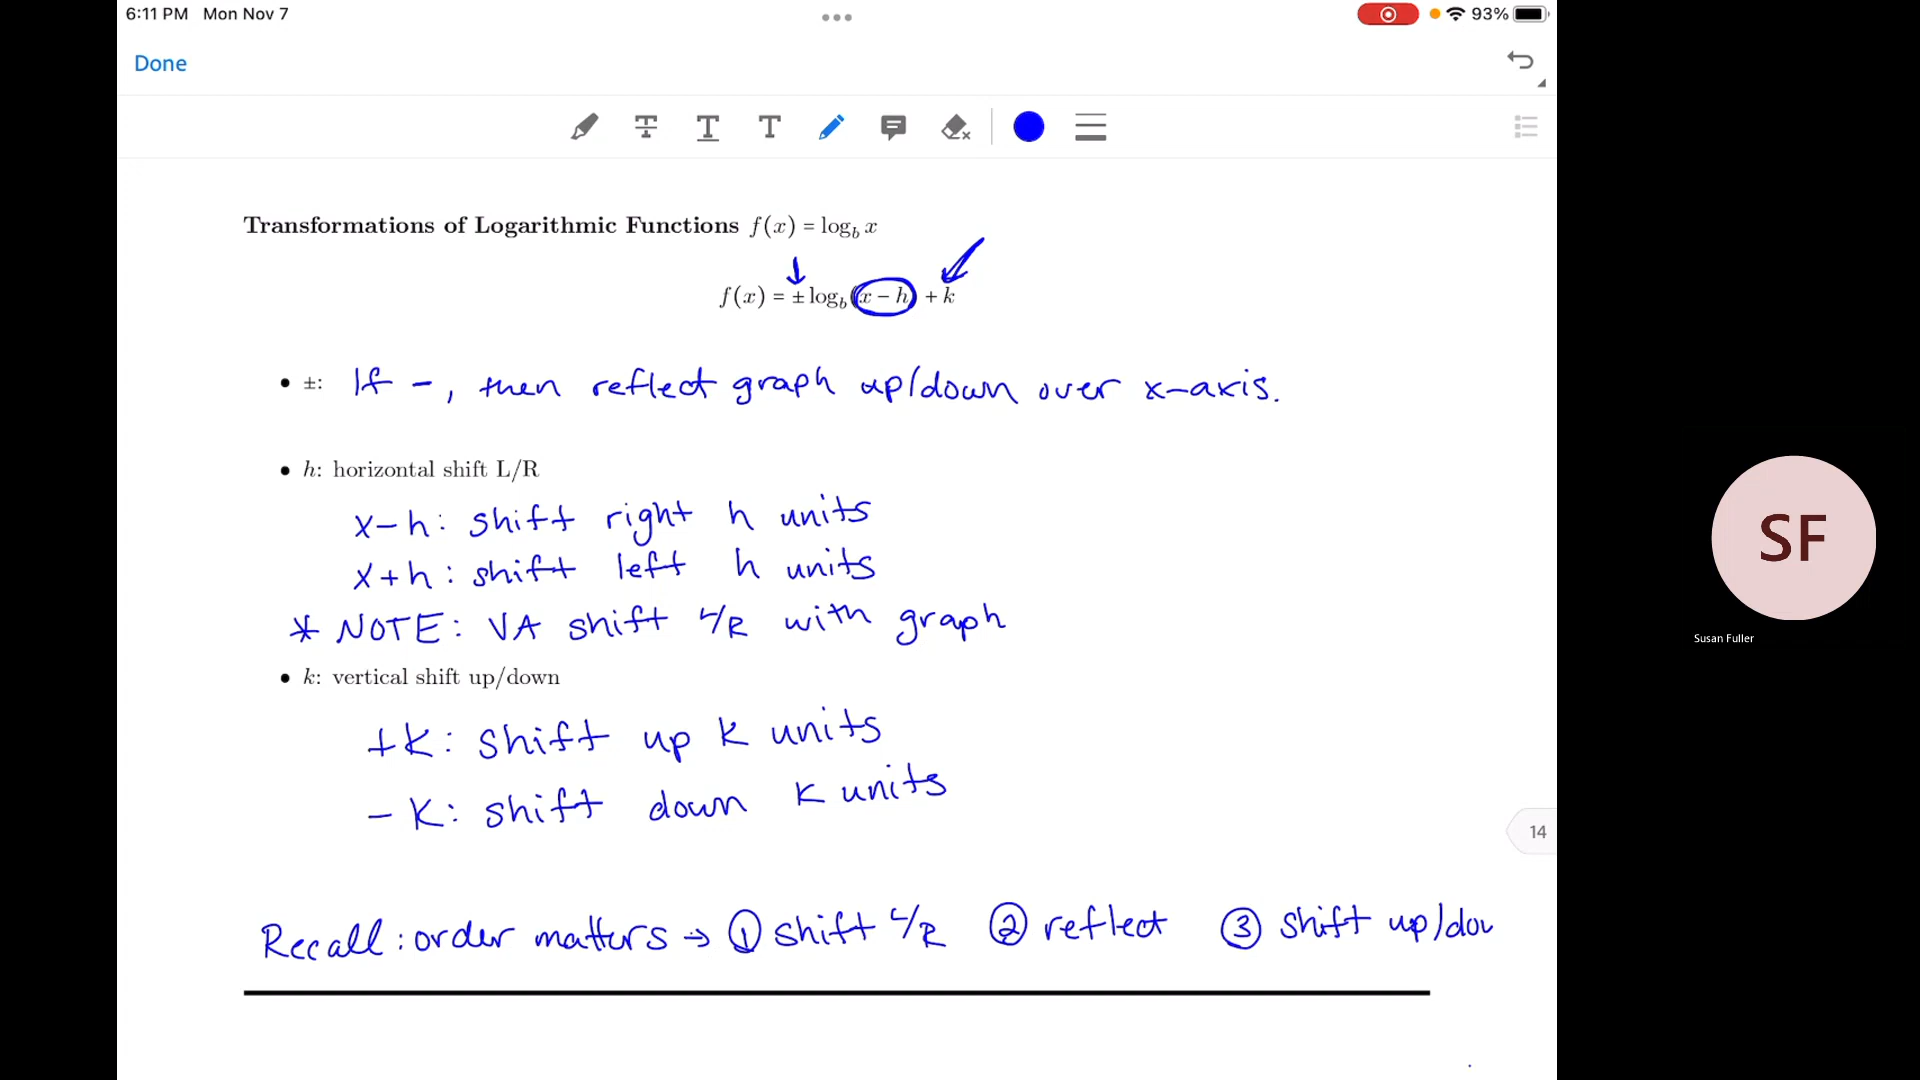 6:11 PM Mon Nov 7
93%
Done
Transformations of Logarithmic Functions f(x) = log_b x
f(x) = ± log_b(x − h) + k
• ±: If −, then reflect graph up/down over x-axis.
• h: horizontal shift L/R
x−h: shift right h units
x+h: shift left h units
* NOTE: VA shift L/R with graph
• k: vertical shift up/down
+k: shift up k units
−k: shift down k units
14
Recall: order matters → ① shift L/R ② reflect ③ shift up/dow
SF
Susan Fuller